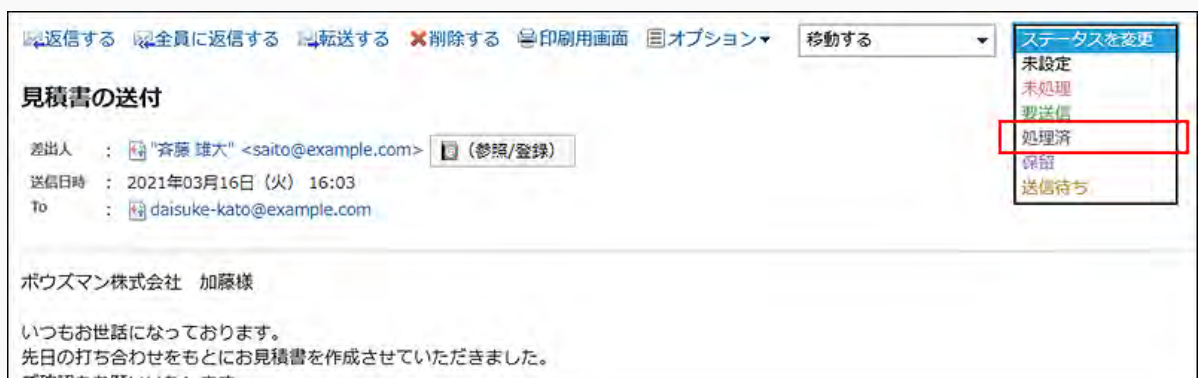 返信する 全員に返信する 転送する 削除する 印刷用画面 オプション 移動する ステータスを変更
未設定
未処理
要送信
処理済
保留
送信待ち
見積書の送付
差出人 : "斉藤 雄大" <saito@example.com> (参照/登録)
送信日時 : 2021年03月16日(火) 16:03
To : daisuke-kato@example.com
ボウズマン株式会社 加藤様
いつもお世話になっております。
先日の打ち合わせをもとにお見積書を作成させていただきました。